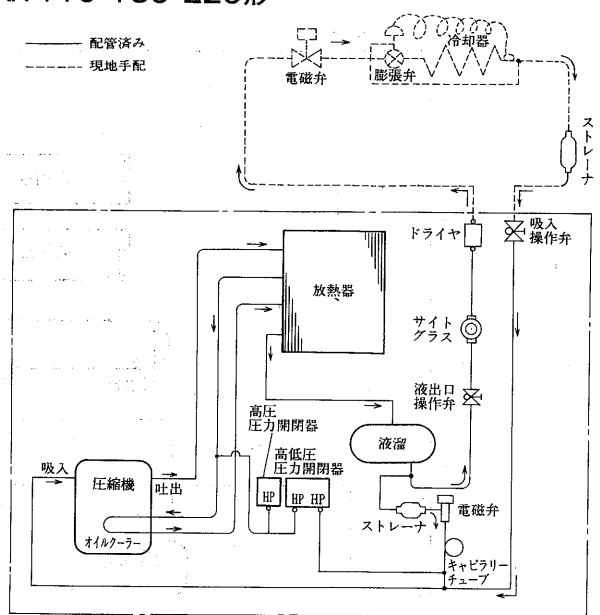 配管済み
現地手配
電磁弁
膨張弁
冷却器
ストレーナ
吸入
操作弁
ドライヤ
放熱器
サイト
グラス
液出口
操作弁
高圧
圧力開閉器
高低圧
圧力開閉器
液溜
吸入
圧縮機
吐出
HP
HP HP
オイルクーラー
ストレーナ
電磁弁
キャピラリー
チューブ